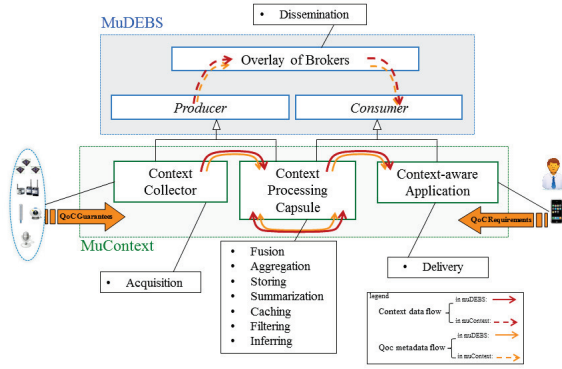 • Dissemination
MuDEBS
Overlay of Brokers
Producer
Consumer
Context
Collector
Context
Processing
Capsule
Context-aware
Application
QoCGuarantees
QoCRequirements
MuContext
• Acquisition
• Fusion
• Aggregation
• Storing
• Summarization
• Caching
• Filtering
• Inferring
• Delivery
legend
Context data flow
in muDEBS:
in muContext:
Qoc metadata flow
in muDEBS:
in muContext: